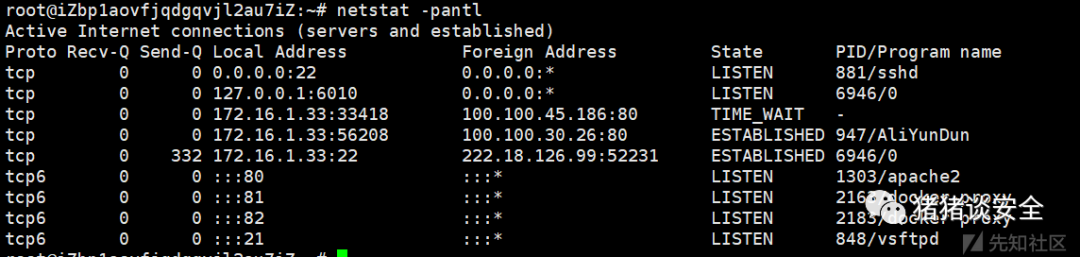 root@iZbp1aovfjqdgqvjl2au7iZ:~# netstat -pantl
Active Internet connections (servers and established)
Proto Recv-Q Send-Q Local Address Foreign Address State PID/Program name
tcp 0 0 0.0.0.0:22 0.0.0.0:* LISTEN 881/sshd
tcp 0 0 127.0.0.1:6010 0.0.0.0:* LISTEN 6946/0
tcp 0 0 172.16.1.33:33418 100.100.45.186:80 TIME_WAIT -
tcp 0 0 172.16.1.33:56208 100.100.30.26:80 ESTABLISHED 947/AliYunDun
tcp 0 332 172.16.1.33:22 222.18.126.99:52231 ESTABLISHED 6946/0
tcp6 0 0 :::80 :::* LISTEN 1303/apache2
tcp6 0 0 :::81 :::* LISTEN
tcp6 0 0 :::82 :::* LISTEN 2183/docker-proxy
tcp6 0 0 :::21 :::* LISTEN 848/vsftpd
root@iZbp1aovfjqdgqvjl2au7iZ:~#
猪猪谈安全
先知社区